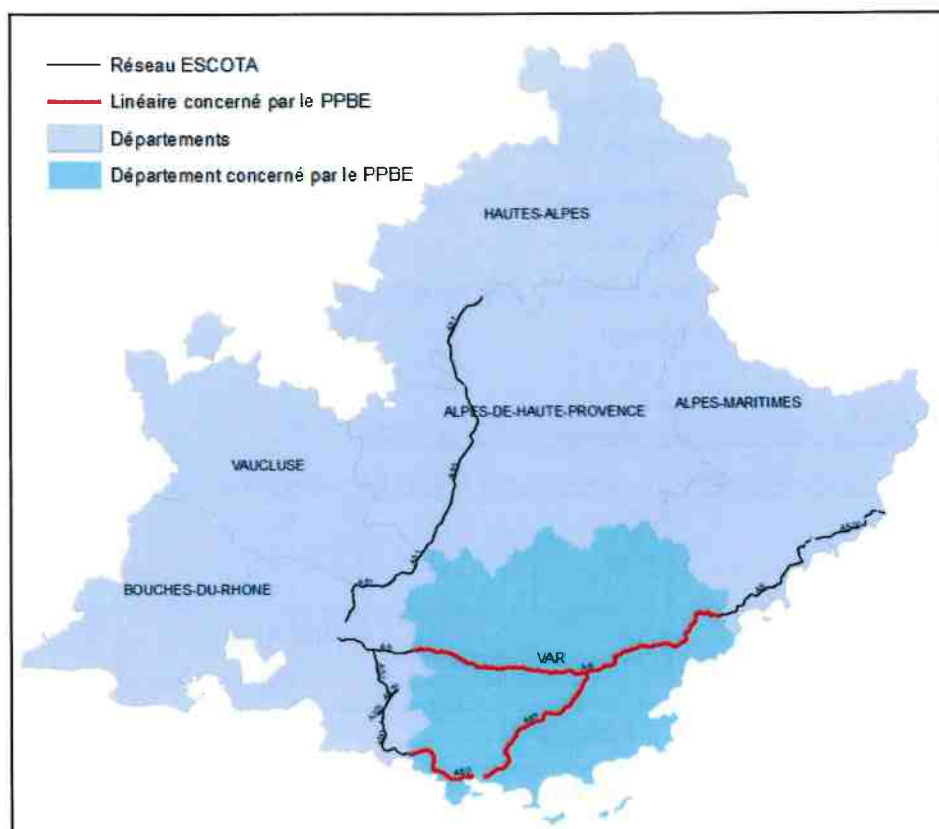 Réseau ESCOTA
Linéaire concerné par le PPBE
Départements
Département concerné par le PPBE
HAUTES-ALPES
ALPES-DE-HAUTE-PROVENCE
ALPES-MARITIMES
VAUCLUSE
BOUCHES-DU-RHONE
VAR